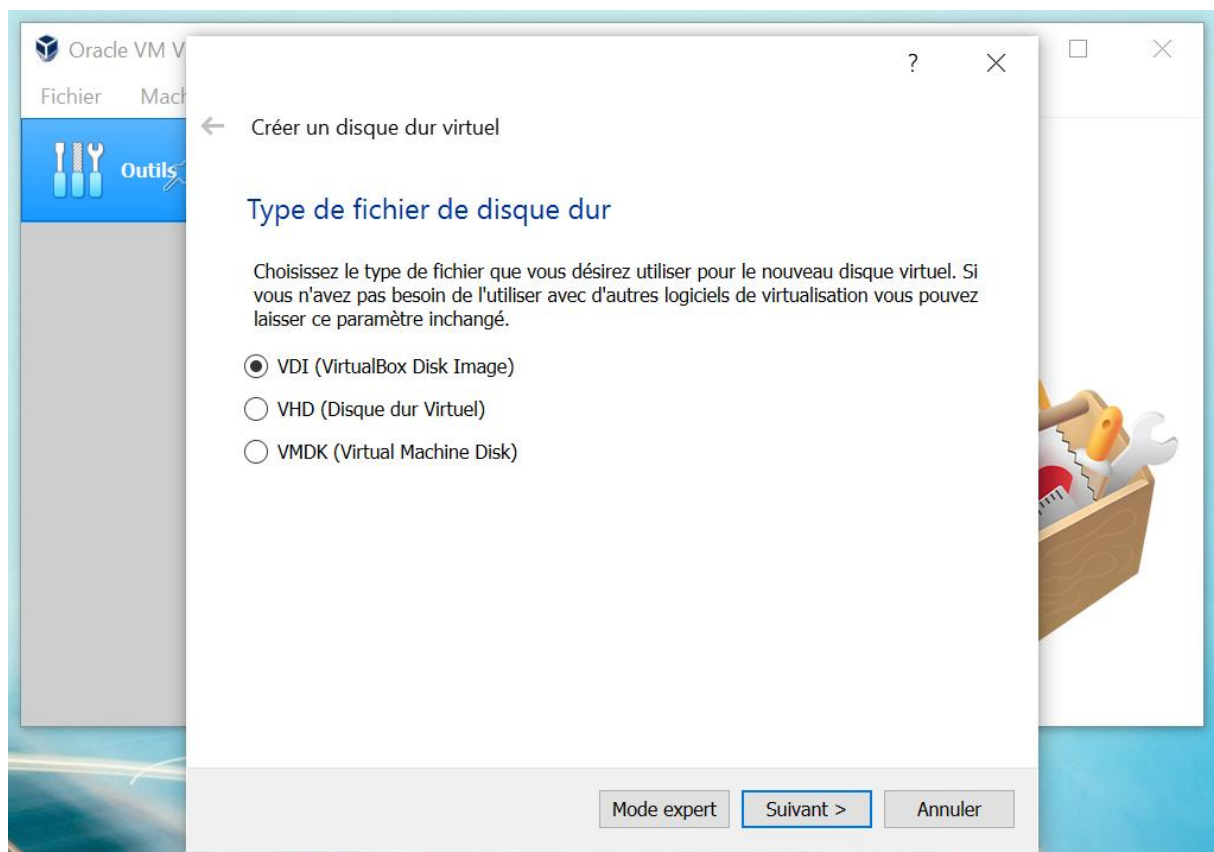 Oracle VM V
?
Fichier Mach
Créer un disque dur virtuel
Outils
Type de fichier de disque dur
Choisissez le type de fichier que vous désirez utiliser pour le nouveau disque virtuel. Si
vous n'avez pas besoin de l'utiliser avec d'autres logiciels de virtualisation vous pouvez
laisser ce paramètre inchangé.
VDI (VirtualBox Disk Image)
VHD (Disque dur Virtuel)
VMDK (Virtual Machine Disk)
Mode expert Suivant > Annuler